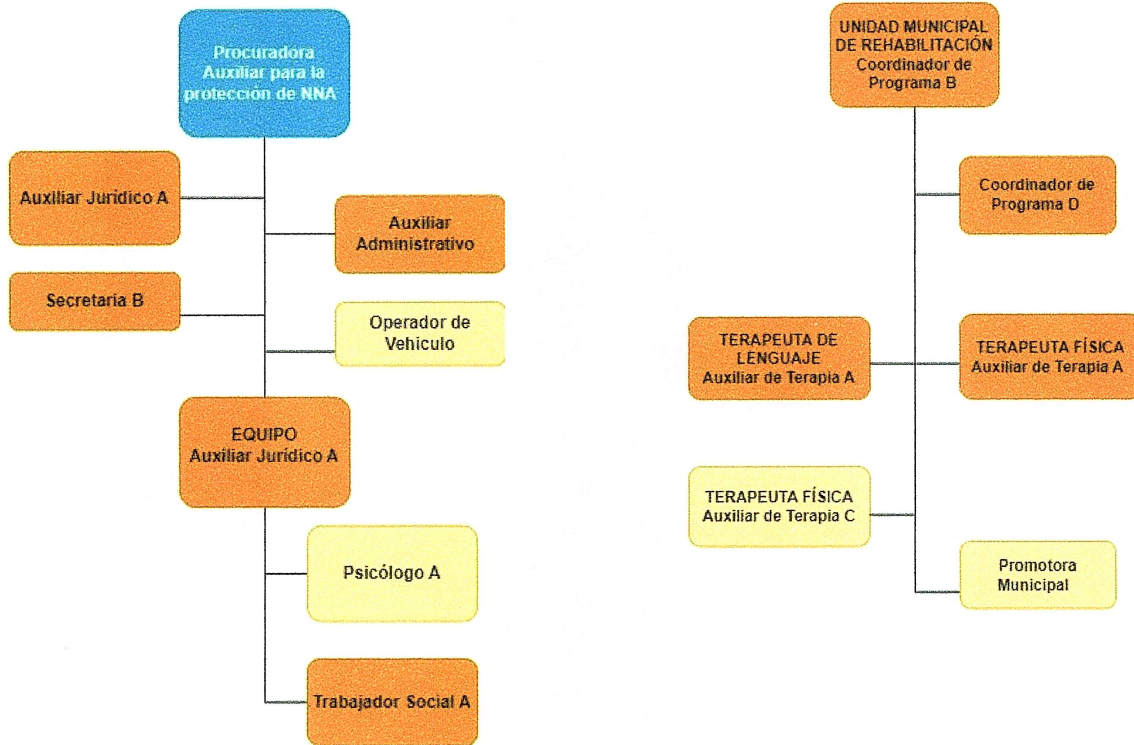 Procuradora
Auxiliar para la
protección de NNA
Auxiliar Jurídico A
Auxiliar
Administrativo
Secretaria B
Operador de
Vehiculo
EQUIPO
Auxiliar Jurídico A
Psicólogo A
Trabajador Social A
UNIDAD MUNICIPAL
DE REHABILITACIÓN
Coordinador de
Programa B
Coordinador de
Programa D
TERAPEUTA DE
LENGUAJE
Auxiliar de Terapia A
TERAPEUTA FÍSICA
Auxiliar de Terapia A
TERAPEUTA FÍSICA
Auxiliar de Terapia C
Promotora
Municipal